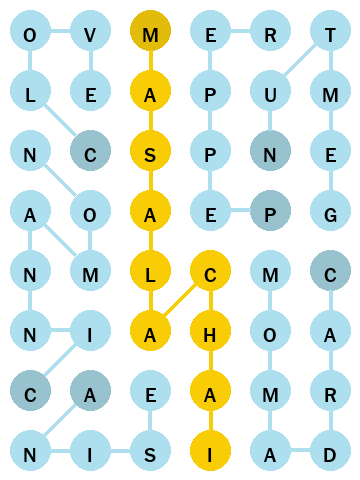 O V M E R T
L E A P U M
N C S P N E
A O A E P G
N M L C M C
N I A H O A
C A E A M R
N I S I A D